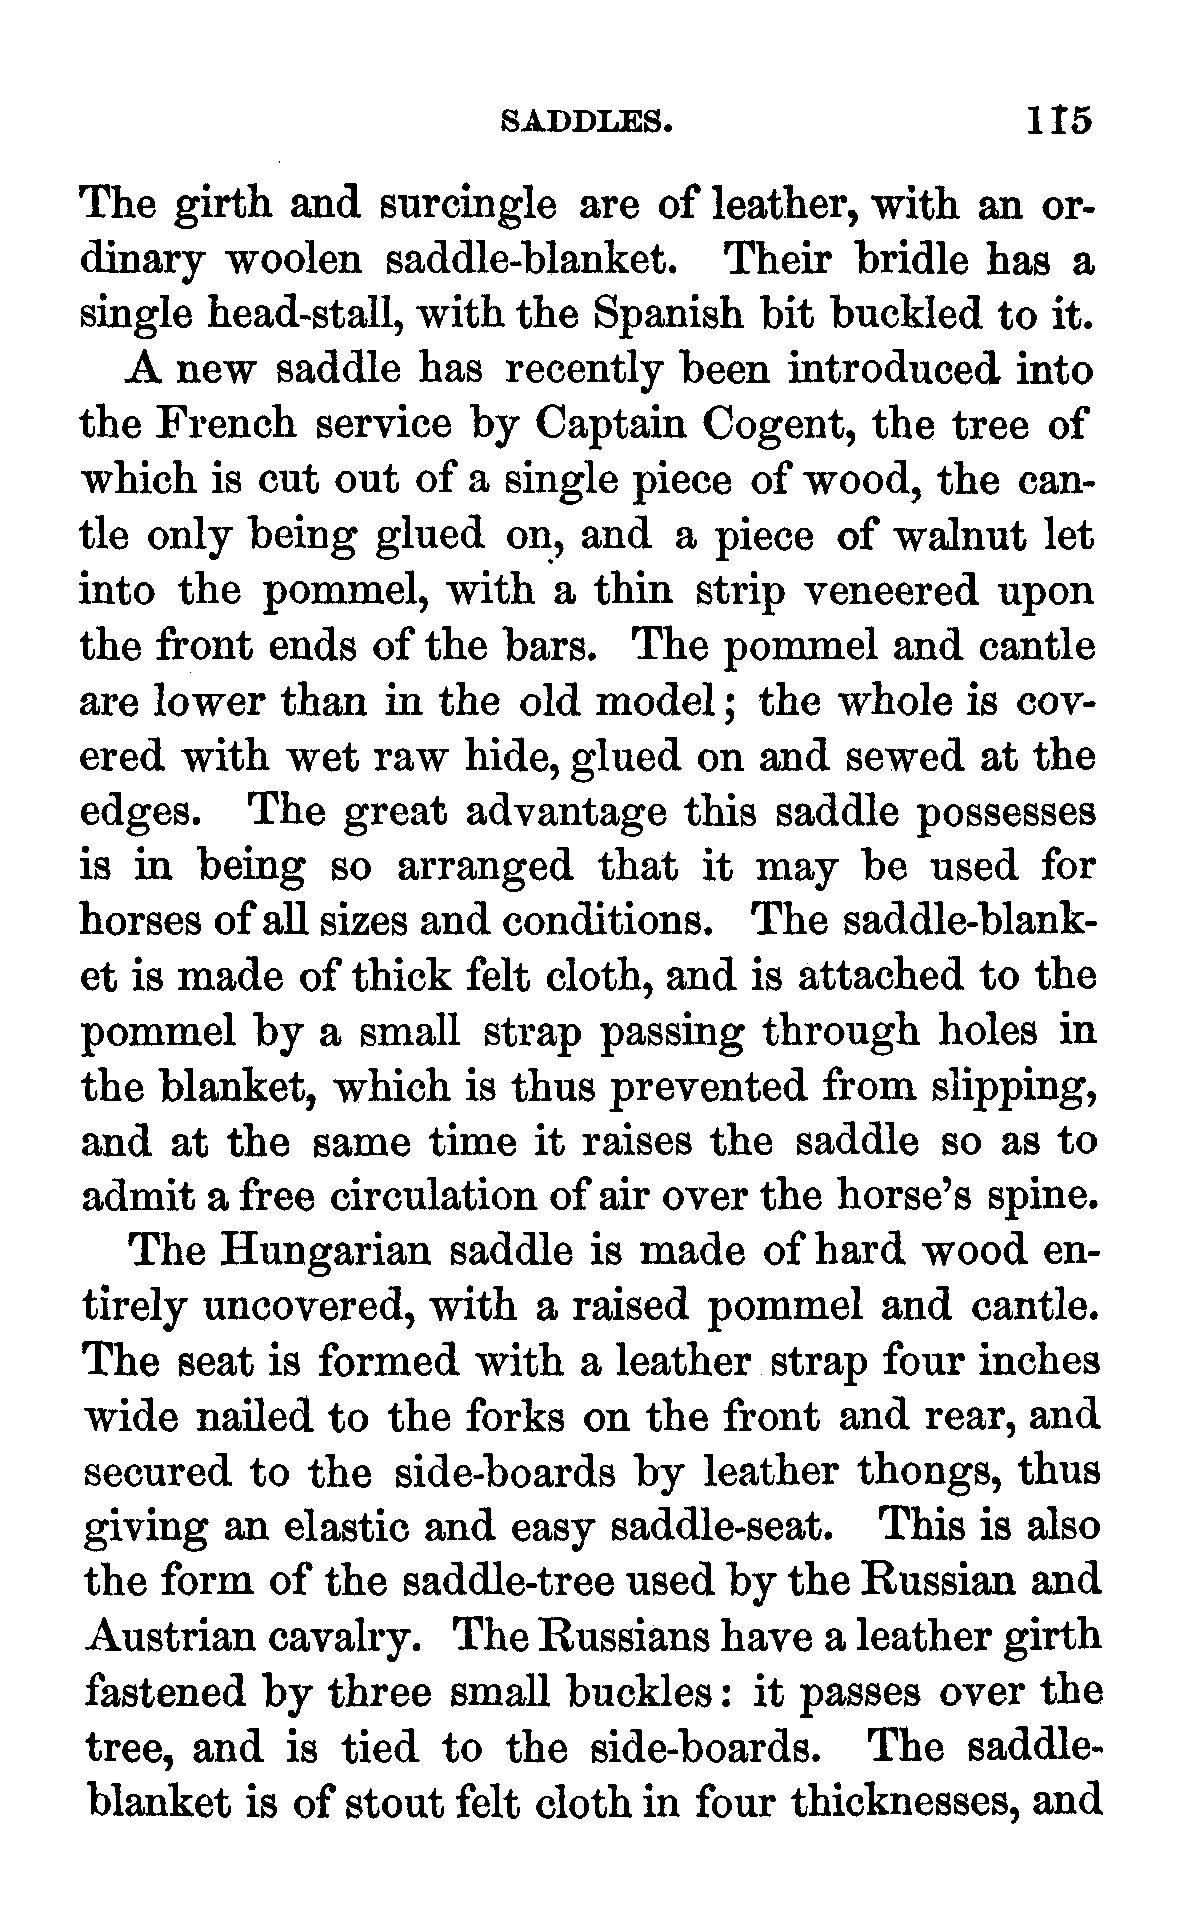 SADDLES. 115
The girth and surcingle are of leather, with an or-
dinary woolen saddle-blanket. Their bridle has a
single head-stall, with the Spanish bit buckled to it.
A new saddle has recently been introduced into
the French service by Captain Cogent, the tree of
which is cut out of a single piece of wood, the can-
tle only being glued on, and a piece of walnut let
into the pommel, with a thin strip veneered upon
the front ends of the bars. The pommel and cantle
are lower than in the old model; the whole is cov-
ered with wet raw hide, glued on and sewed at the
edges. The great advantage this saddle possesses
is in being so arranged that it may be used for
horses of all sizes and conditions. The saddle-blank-
et is made of thick felt cloth, and is attached to the
pommel by a small strap passing through holes in
the blanket, which is thus prevented from slipping,
and at the same time it raises the saddle so as to
admit a free circulation of air over the horse's spine.
The Hungarian saddle is made of hard wood en-
tirely uncovered, with a raised pommel and cantle.
The seat is formed with a leather strap four inches
wide nailed to the forks on the front and rear, and
secured to the side-boards by leather thongs, thus
giving an elastic and easy saddle-seat. This is also
the form of the saddle-tree used by the Russian and
Austrian cavalry. The Russians have a leather girth
fastened by three small buckles: it passes over the
tree, and is tied to the side-boards. The saddle-
blanket is of stout felt cloth in four thicknesses, and